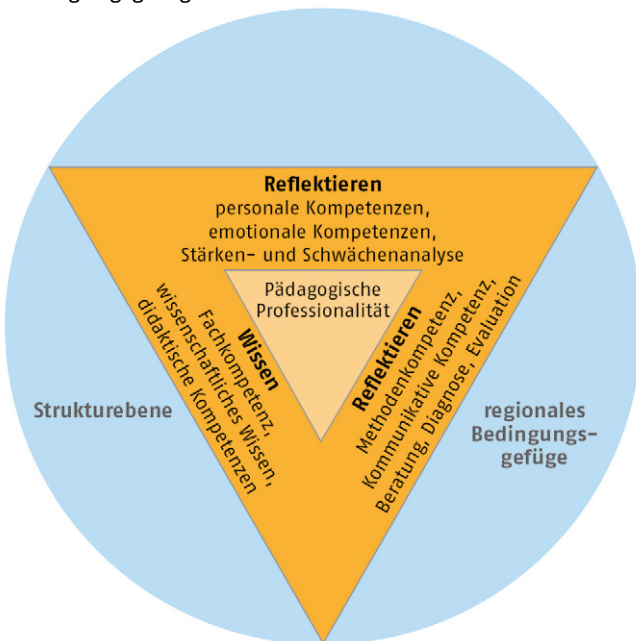 Reflektieren
personale Kompetenzen,
emotionale Kompetenzen,
Stärken- und Schwächenanalyse
Pädagogische
Professionalität
Wissen
Fachkompetenz,
wissenschaftliches Wissen,
didaktische Kompetenzen
Reflektieren
Methodenkompetenz,
Kommunikative Kompetenz,
Beratung, Diagnose, Evaluation
Strukturebene
regionales
Bedingungs-
gefüge